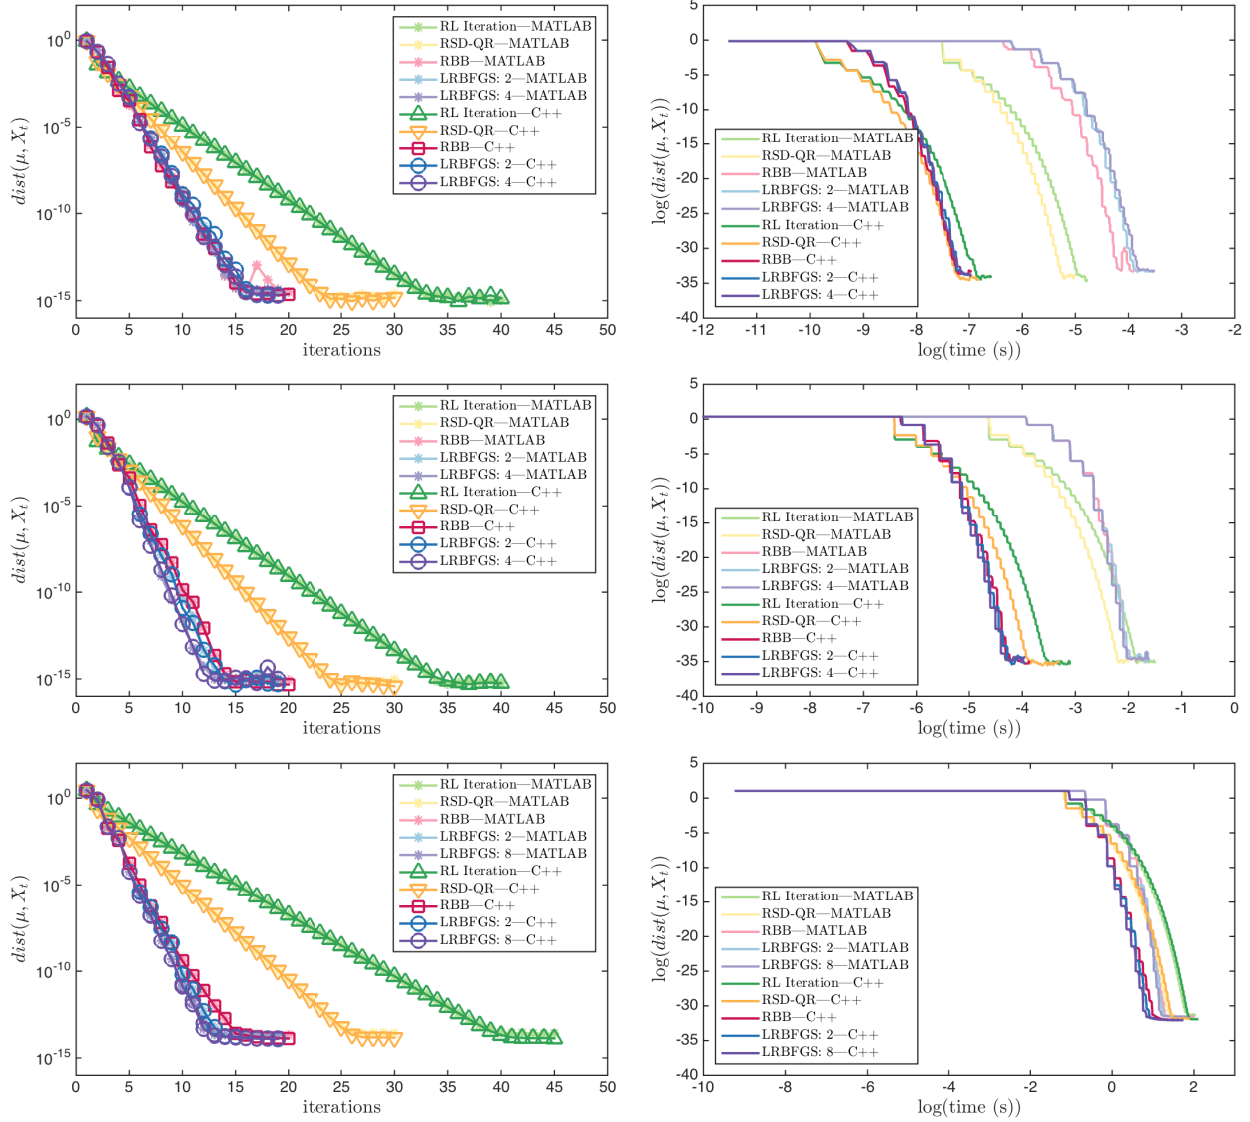 10^0
10^-5
10^-10
10^-15
dist(μ, X_t)
0 5 10 15 20 25 30 35 40 45 50
iterations
RL Iteration—MATLAB
RSD-QR—MATLAB
RBB—MATLAB
LRBFGS: 2—MATLAB
LRBFGS: 4—MATLAB
RL Iteration—C++
RSD-QR—C++
RBB—C++
LRBFGS: 2—C++
LRBFGS: 4—C++
5
0
-5
-10
-15
-20
-25
-30
-35
-40
log(dist(μ, X_t))
-12 -11 -10 -9 -8 -7 -6 -5 -4 -3 -2
log(time (s))
RL Iteration—MATLAB
RSD-QR—MATLAB
RBB—MATLAB
LRBFGS: 2—MATLAB
LRBFGS: 4—MATLAB
RL Iteration—C++
RSD-QR—C++
RBB—C++
LRBFGS: 2—C++
LRBFGS: 4—C++
10^0
10^-5
10^-10
10^-15
dist(μ, X_t)
0 5 10 15 20 25 30 35 40 45 50
iterations
RL Iteration—MATLAB
RSD-QR—MATLAB
RBB—MATLAB
LRBFGS: 2—MATLAB
LRBFGS: 4—MATLAB
RL Iteration—C++
RSD-QR—C++
RBB—C++
LRBFGS: 2—C++
LRBFGS: 4—C++
5
0
-5
-10
-15
-20
-25
-30
-35
-40
log(dist(μ, X_t))
-10 -9 -8 -7 -6 -5 -4 -3 -2 -1 0
log(time (s))
RL Iteration—MATLAB
RSD-QR—MATLAB
RBB—MATLAB
LRBFGS: 2—MATLAB
LRBFGS: 4—MATLAB
RL Iteration—C++
RSD-QR—C++
RBB—C++
LRBFGS: 2—C++
LRBFGS: 4—C++
10^0
10^-5
10^-10
10^-15
dist(μ, X_t)
0 5 10 15 20 25 30 35 40 45 50
iterations
RL Iteration—MATLAB
RSD-QR—MATLAB
RBB—MATLAB
LRBFGS: 2—MATLAB
LRBFGS: 8—MATLAB
RL Iteration—C++
RSD-QR—C++
RBB—C++
LRBFGS: 2—C++
LRBFGS: 8—C++
5
0
-5
-10
-15
-20
-25
-30
-35
-40
log(dist(μ, X_t))
-10 -8 -6 -4 -2 0 2
log(time (s))
RL Iteration—MATLAB
RSD-QR—MATLAB
RBB—MATLAB
LRBFGS: 2—MATLAB
LRBFGS: 8—MATLAB
RL Iteration—C++
RSD-QR—C++
RBB—C++
LRBFGS: 2—C++
LRBFGS: 8—C++